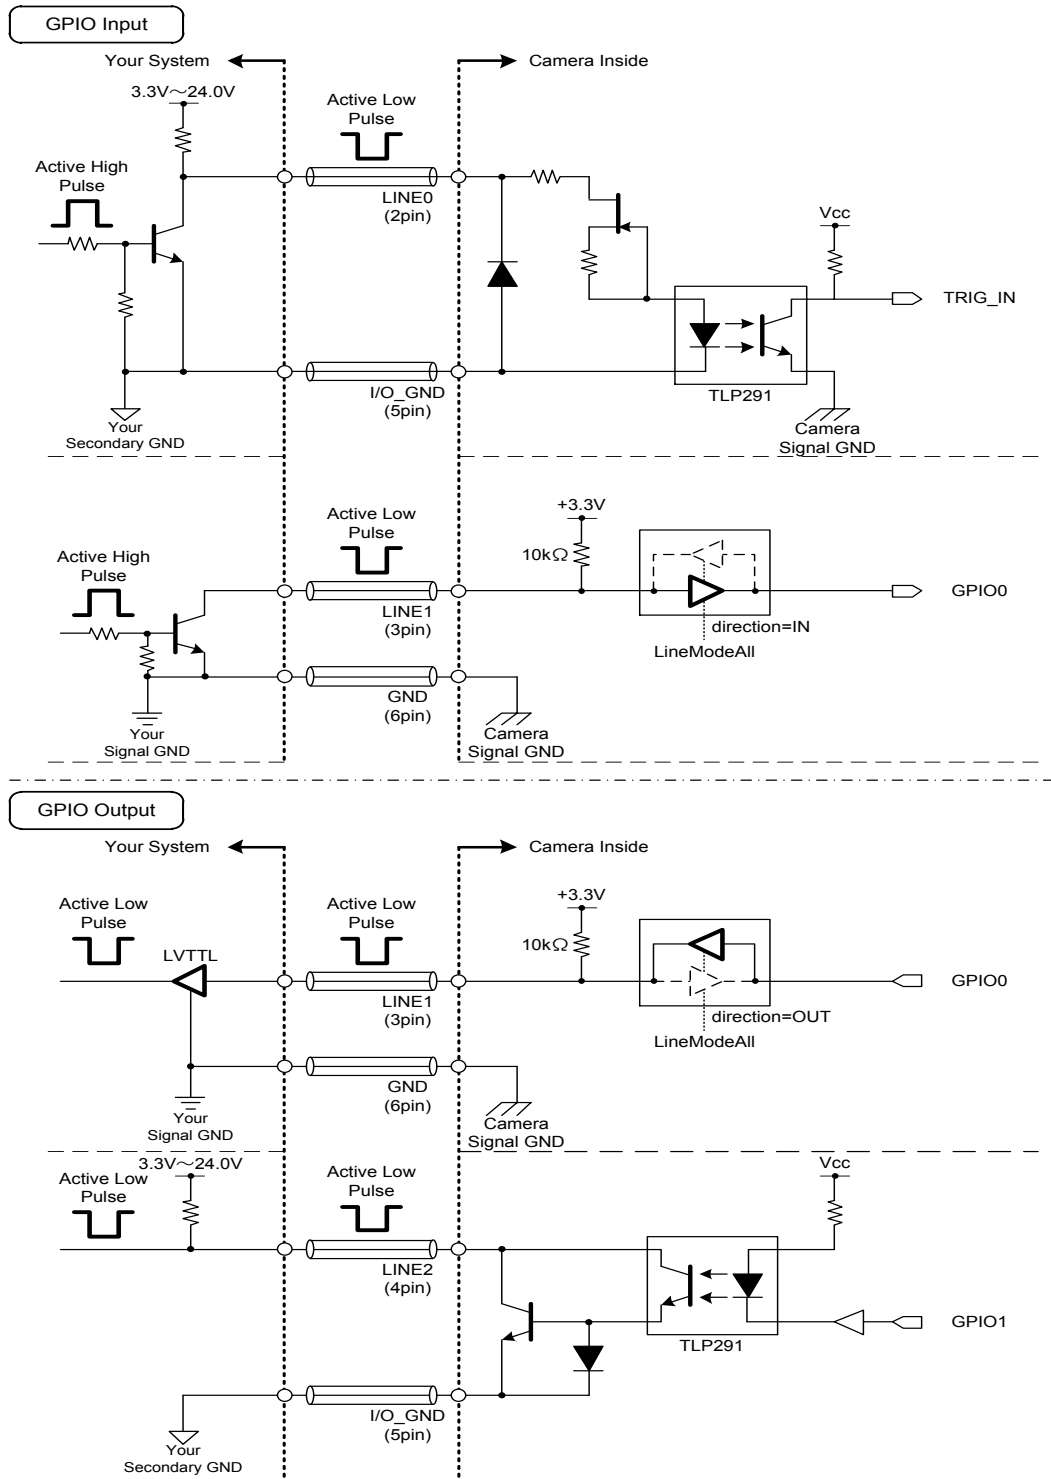 GPIO Input
Your System
Camera Inside
3.3V～24.0V
Active Low
Pulse
Active High
Pulse
LINE0
(2pin)
Vcc
TRIG_IN
TLP291
I/O_GND
(5pin)
Your
Secondary GND
Camera
Signal GND
Active Low
Pulse
+3.3V
10kΩ
Active High
Pulse
LINE1
(3pin)
GPIO0
direction=IN
LineModeAll
GND
(6pin)
Your
Signal GND
Camera
Signal GND
GPIO Output
Your System
Camera Inside
Active Low
Pulse
Active Low
Pulse
+3.3V
10kΩ
LVTTL
LINE1
(3pin)
GPIO0
direction=OUT
LineModeAll
GND
(6pin)
Your
Signal GND
Camera
Signal GND
3.3V～24.0V
Active Low
Pulse
Active Low
Pulse
Vcc
LINE2
(4pin)
GPIO1
TLP291
I/O_GND
(5pin)
Your
Secondary GND